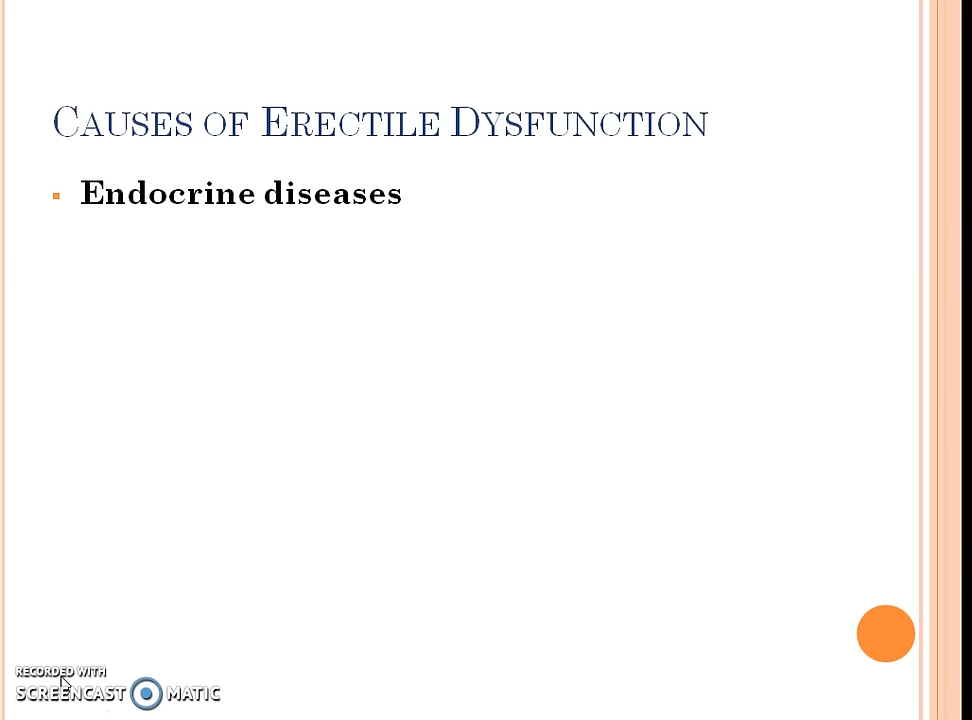 CAUSES OF ERECTILE DYSFUNCTION
▪ Endocrine diseases
RECORDED WITH
SCREENCAST MATIC